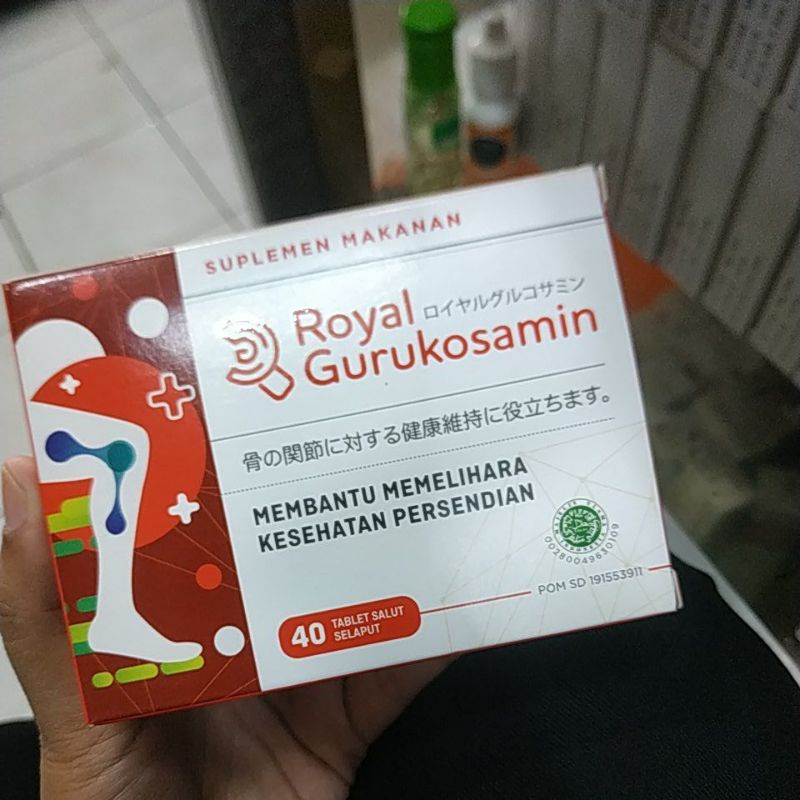 SUPLEMEN MAKANAN
Royal ロイヤルグルコサミン
Gurukosamin
骨の関節に対する健康維持に役立ちます。
MEMBANTU MEMELIHARA
KESEHATAN PERSENDIAN
00280049630109
POM SD 191553911
40 TABLET SALUT
SELAPUT